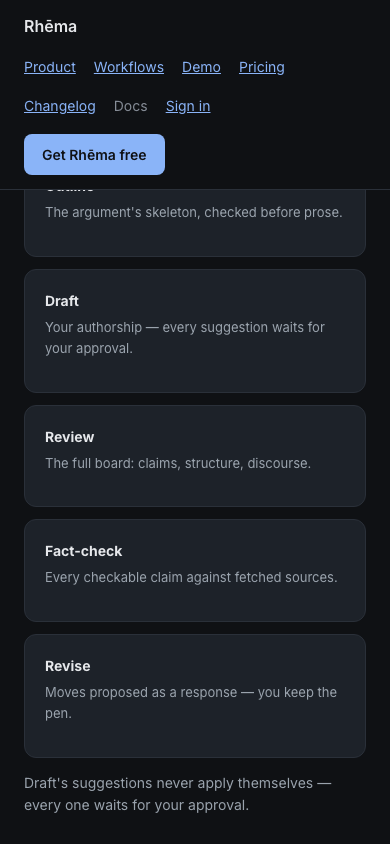 Rhēma
Product Workflows Demo Pricing
Changelog Docs Sign in
Get Rhēma free
Outline
The argument's skeleton, checked before prose.
Draft
Your authorship — every suggestion waits for
your approval.
Review
The full board: claims, structure, discourse.
Fact-check
Every checkable claim against fetched sources.
Revise
Moves proposed as a response — you keep the
pen.
Draft's suggestions never apply themselves —
every one waits for your approval.